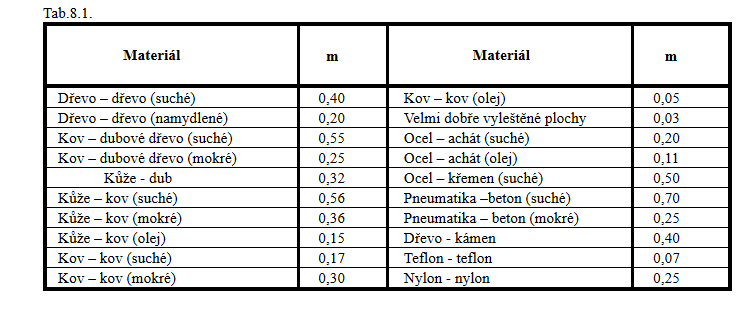 Tab.8.1.
Materiál m Materiál m
Dřevo – dřevo (suché) 0,40 Kov – kov (olej) 0,05
Dřevo – dřevo (namydlené) 0,20 Velmi dobře vyleštěné plochy 0,03
Kov – dubové dřevo (suché) 0,55 Ocel – achát (suché) 0,20
Kov – dubové dřevo (mokré) 0,25 Ocel – achát (olej) 0,11
Kůže - dub 0,32 Ocel – křemen (suché) 0,50
Kůže – kov (suché) 0,56 Pneumatika –beton (suché) 0,70
Kůže – kov (mokré) 0,36 Pneumatika – beton (mokré) 0,25
Kůže – kov (olej) 0,15 Dřevo - kámen 0,40
Kov – kov (suché) 0,17 Teflon - teflon 0,07
Kov – kov (mokré) 0,30 Nylon - nylon 0,25